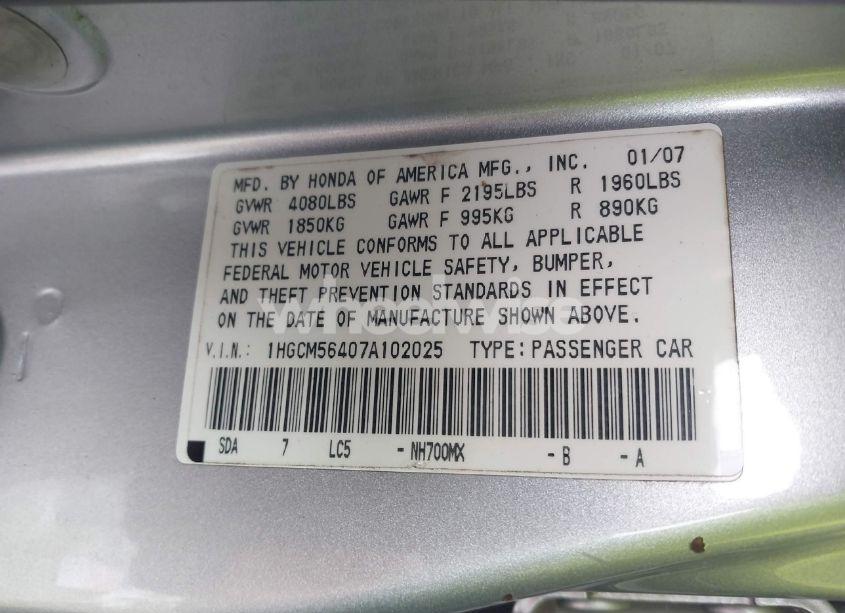 MFD. BY HONDA OF AMERICA MFG., INC. 01/07
GVWR 4080LBS GAWR F 2195LBS R 1960LBS
GVWR 1850KG GAWR F 995KG R 890KG
THIS VEHICLE CONFORMS TO ALL APPLICABLE
FEDERAL MOTOR VEHICLE SAFETY, BUMPER,
AND THEFT PREVENTION STANDARDS IN EFFECT
ON THE DATE OF MANUFACTURE SHOWN ABOVE.
V.I.N.: 1HGCM56407A102025 TYPE: PASSENGER CAR
SDA 7 LC5 - NH700MX - B - A